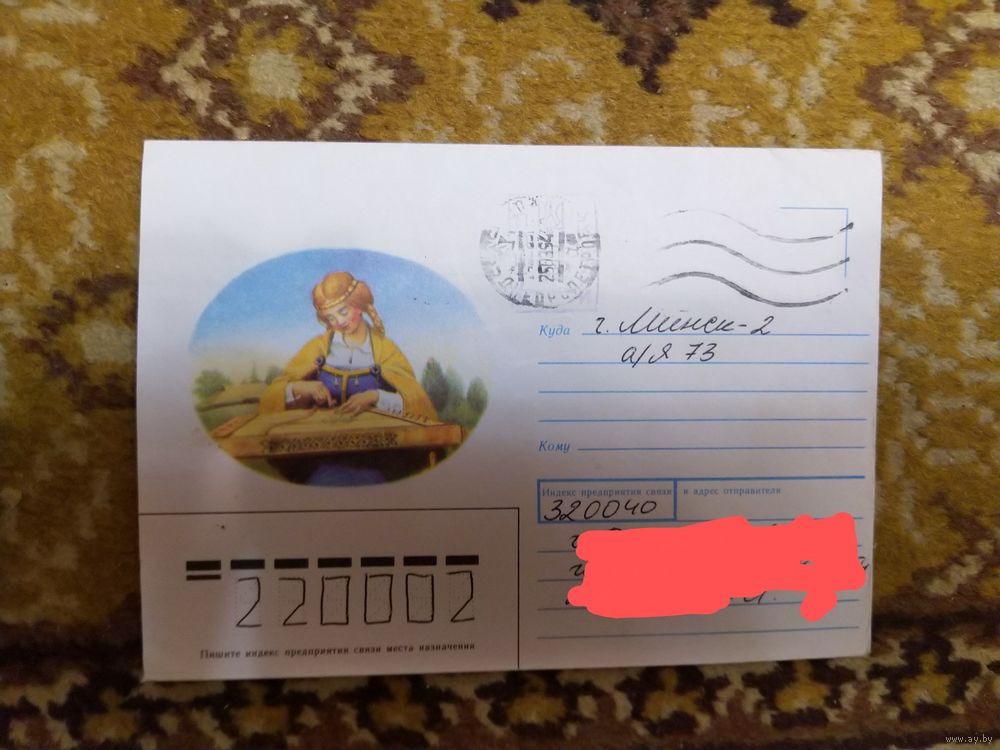 Куда г. Минск-2
а/я 73
Кому
Индекс предприятия связи и адрес отправителя
320040
220002
Пишите индекс предприятия связи места назначения
www.ay.by